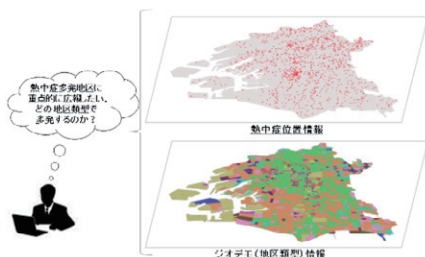 熱中症多発地区に
重点的に広報したい。
どの地区類型で
多発するのか？
熱中症位置情報
ジオデモ(地区類型)情報